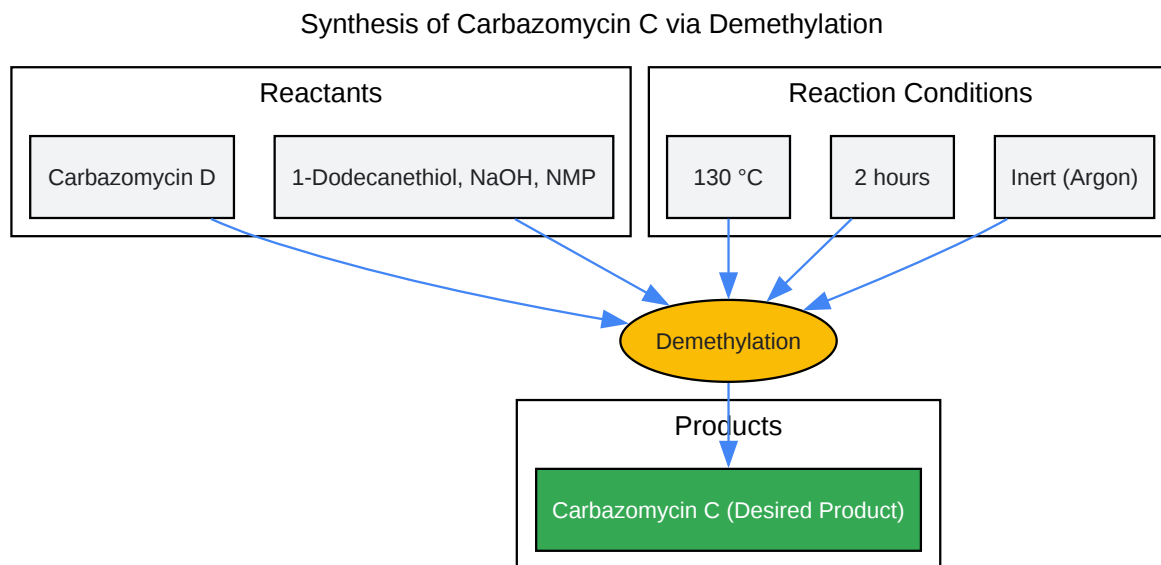 Synthesis of Carbazomycin C via Demethylation
Reactants
Reaction Conditions
Carbazomycin D
1-Dodecanethiol, NaOH, NMP
130 °C
2 hours
Inert (Argon)
Demethylation
Products
Carbazomycin C (Desired Product)